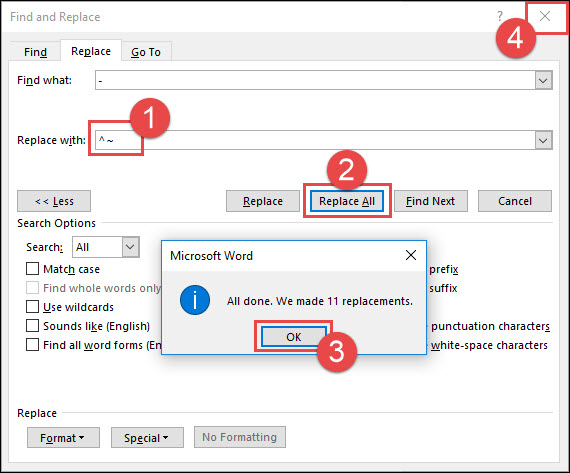 Find and Replace ? ×
4
Find Replace Go To
Find what: -
1
Replace with: ^~
2
<< Less Replace Replace All Find Next Cancel
Search Options
Search: All
Microsoft Word ×
Match case prefix
Find whole words only suffix
Use wildcards
i All done. We made 11 replacements.
Sounds like (English) punctuation characters
OK
Find all word forms (En white-space characters
3
Replace
Format Special No Formatting